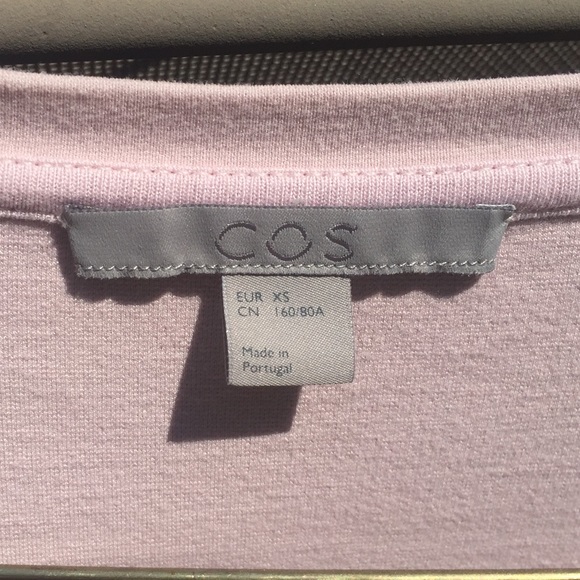 COS
EUR XS
CN 160/80A
Made in
Portugal